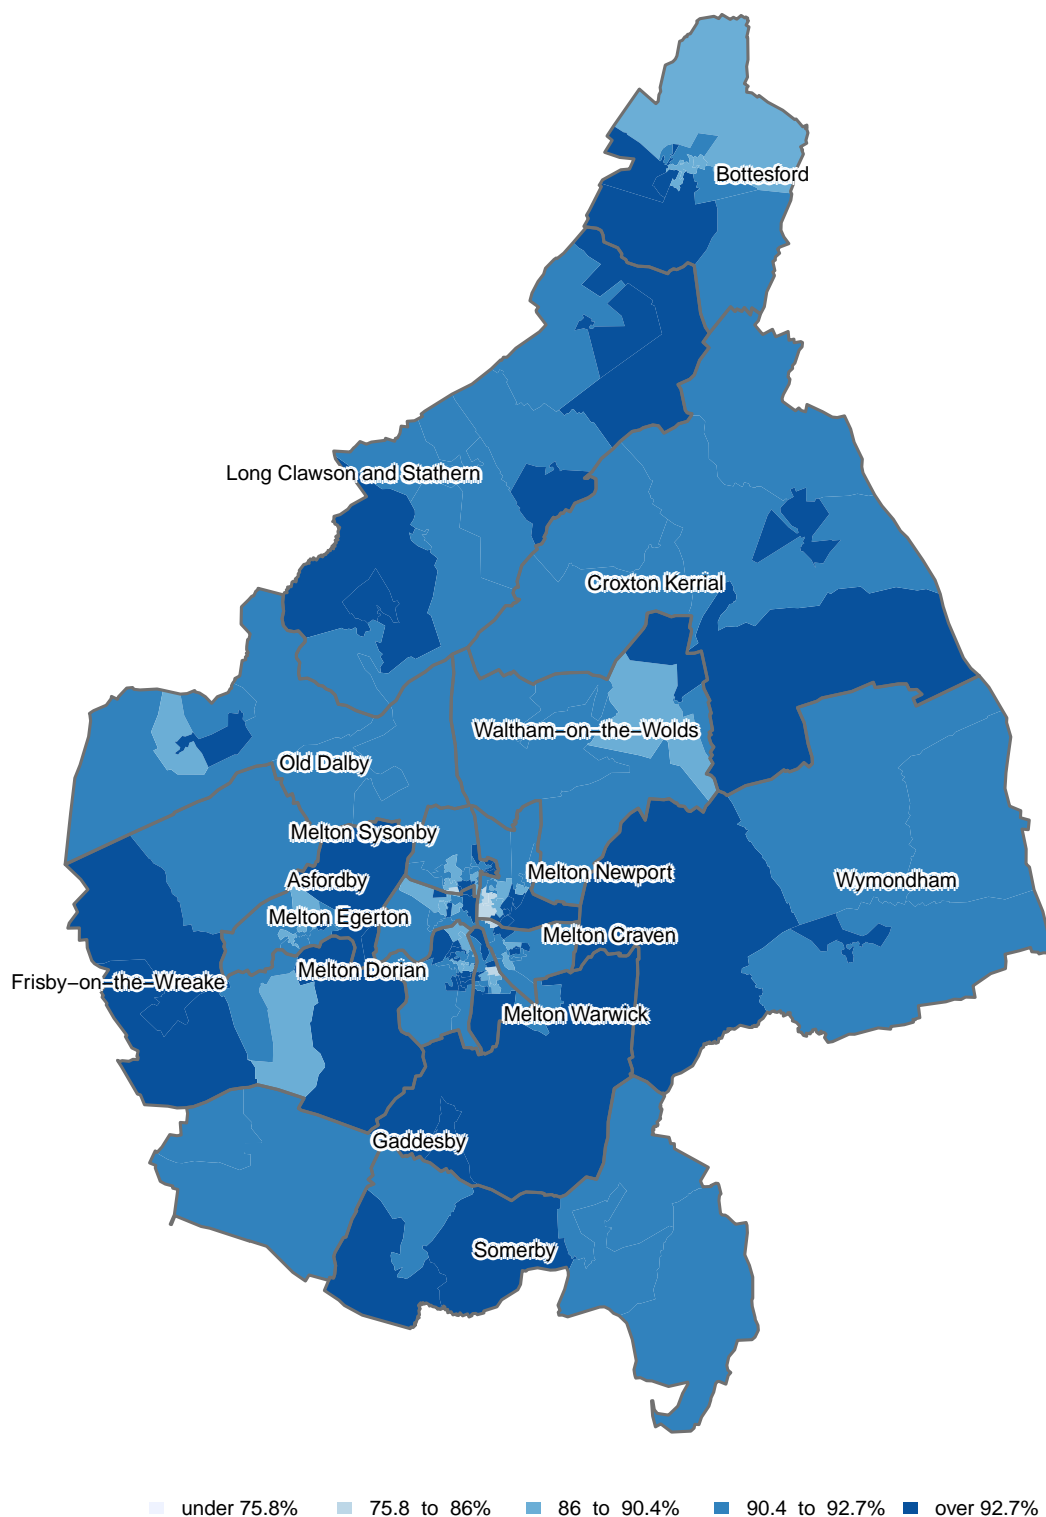 Bottesford
Long Clawson and Stathern
Croxton Kerrial
Waltham−on−the−Wolds
Old Dalby
Melton Sysonby
Melton Newport
Asfordby
Wymondham
Melton Egerton
Melton Craven
Melton Dorian
Frisby−on−the−Wreake
Melton Warwick
Gaddesby
Somerby
under 75.8% 75.8 to 86% 86 to 90.4% 90.4 to 92.7% over 92.7%